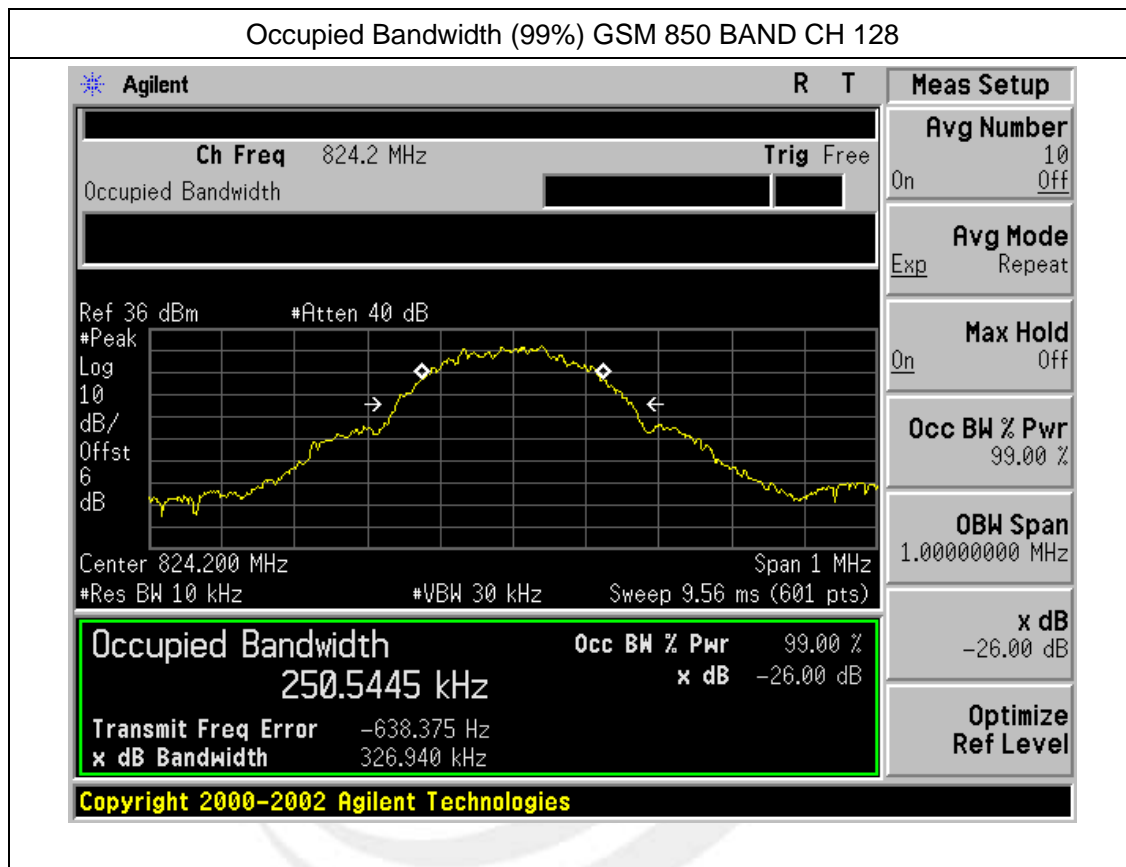 Occupied Bandwidth (99%) GSM 850 BAND CH 128
Agilent R T
Ch Freq 824.2 MHz Trig Free
Occupied Bandwidth
Ref 36 dBm #Atten 40 dB
#Peak
Log
10
dB/
Offst
6
dB
Center 824.200 MHz Span 1 MHz
#Res BW 10 kHz #VBW 30 kHz Sweep 9.56 ms (601 pts)
Occupied Bandwidth Occ BW % Pwr 99.00 %
250.5445 kHz x dB -26.00 dB
Transmit Freq Error -638.375 Hz
x dB Bandwidth 326.940 kHz
Copyright 2000-2002 Agilent Technologies
Meas Setup
Avg Number
10
On Off
Avg Mode
Exp Repeat
Max Hold
On Off
Occ BW % Pwr
99.00 %
OBW Span
1.00000000 MHz
x dB
-26.00 dB
Optimize
Ref Level